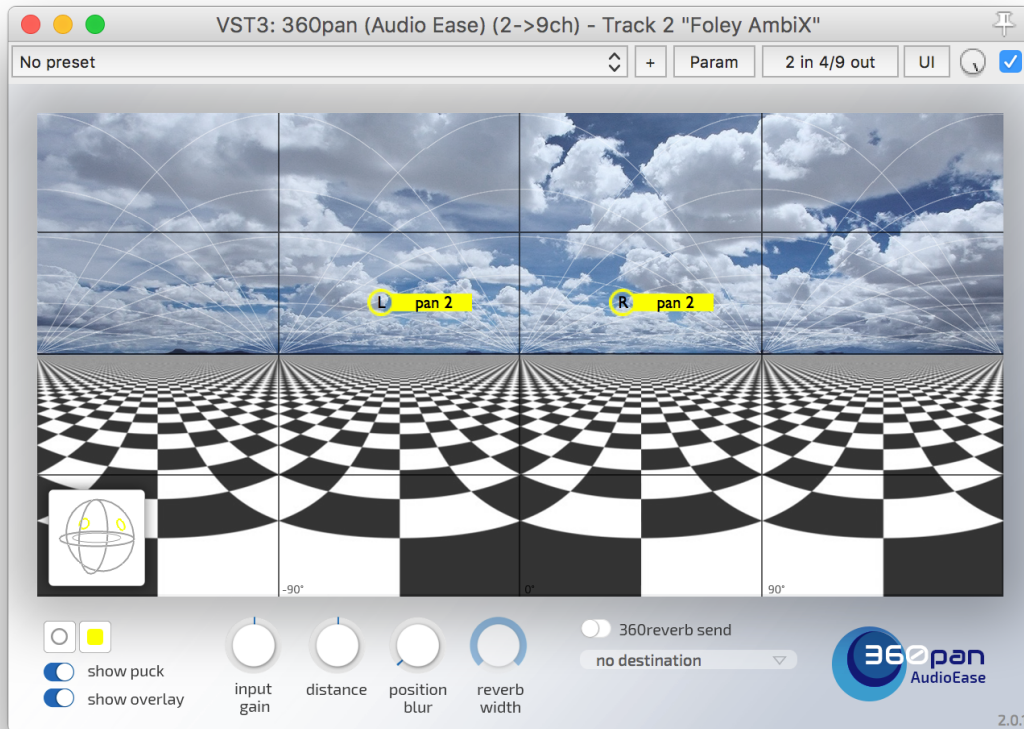 VST3: 360pan (Audio Ease) (2->9ch) - Track 2 "Foley AmbiX"
No preset
+
Param
2 in 4/9 out
UI
L
pan 2
R
pan 2
-90°
0°
90°
show puck
show overlay
input
gain
distance
position
blur
reverb
width
360reverb send
no destination
360pan
AudioEase